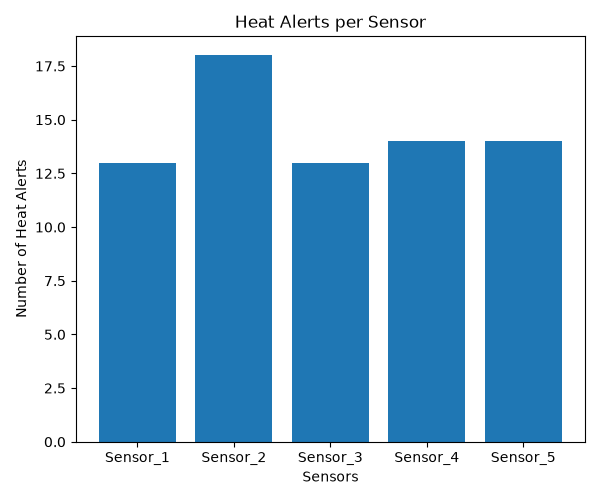 Heat Alerts per Sensor
Number of Heat Alerts
17.5
15.0
12.5
10.0
7.5
5.0
2.5
0.0
Sensor_1 Sensor_2 Sensor_3 Sensor_4 Sensor_5
Sensors